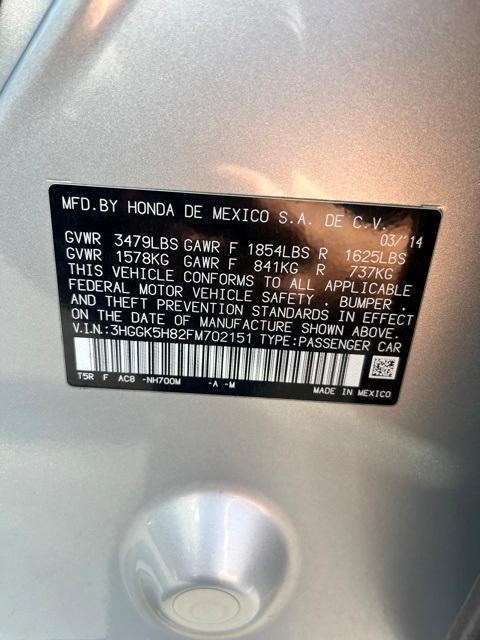 MFD.BY HONDA DE MEXICO S.A. DE C.V.
03/'14
GVWR 3479LBS GAWR F 1854LBS R 1625LBS
GVWR 1578KG GAWR F 841KG R 737KG
THIS VEHICLE CONFORMS TO ALL APPLICABLE
FEDERAL MOTOR VEHICLE SAFETY . BUMPER .
AND THEFT PREVENTION STANDARDS IN EFFECT
ON THE DATE OF MANUFACTURE SHOWN ABOVE.
V.I.N.:3HGGK5H82FM702151 TYPE:PASSENGER CAR
T5R F AC8 -NH700M -A -M
MADE IN MEXICO